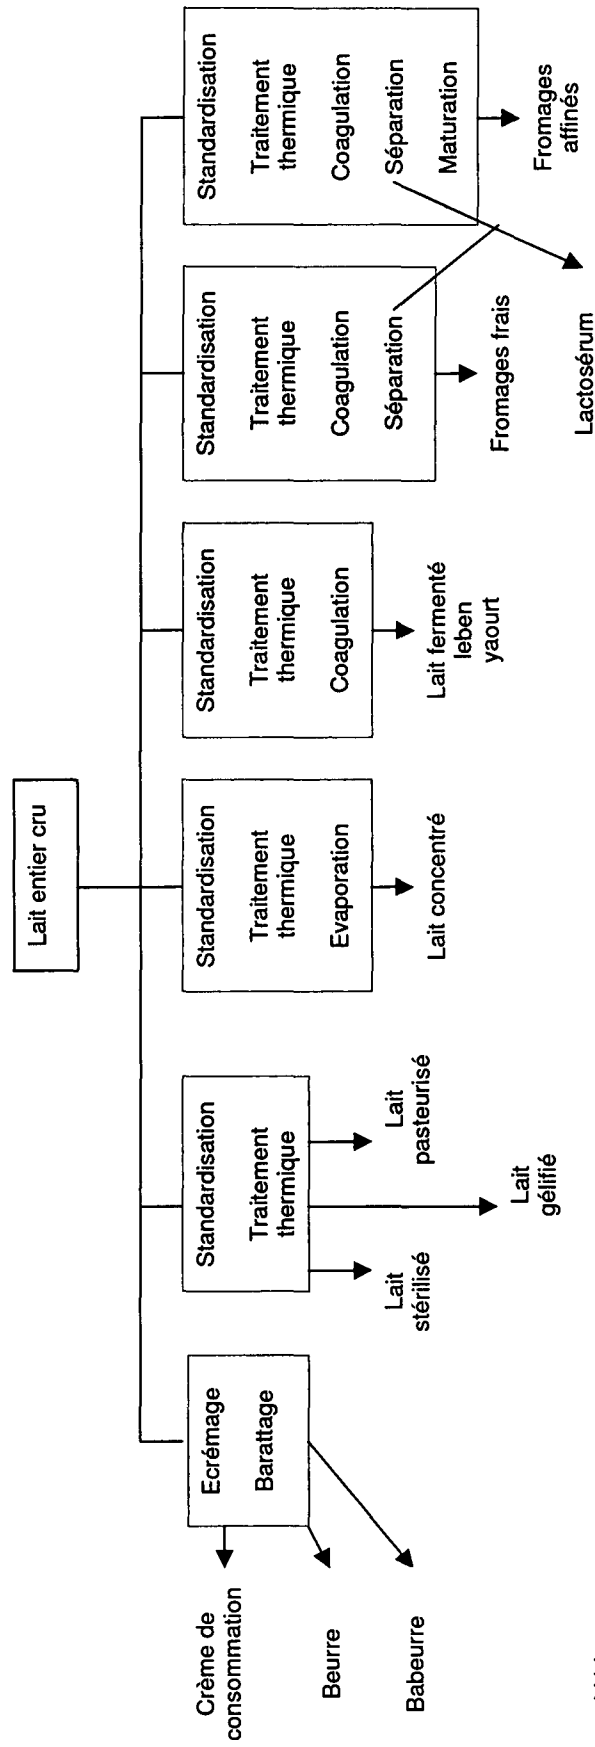 Lait entier cru
Ecrémage
Barattage
Crème de
consommation
Beurre
Babeurre
Standardisation
Traitement
thermique
Lait
stérilisé
Lait
gélifié
Lait
pasteurisé
Standardisation
Traitement
thermique
Evaporation
Lait concentré
Standardisation
Traitement
thermique
Coagulation
Lait fermenté
leben
yaourt
Standardisation
Traitement
thermique
Coagulation
Séparation
Fromages frais
Standardisation
Traitement
thermique
Coagulation
Séparation
Maturation
Fromages
affinés
Lactosérum